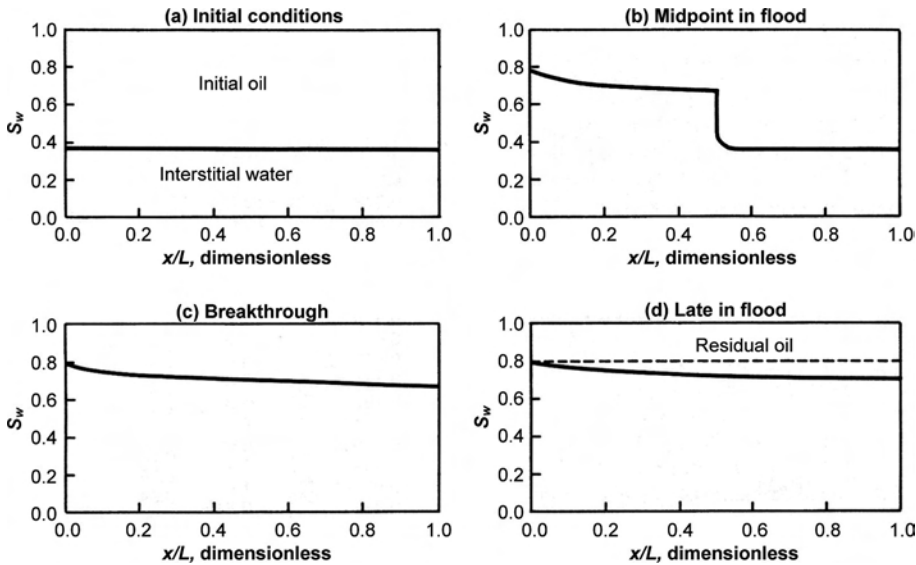 (a) Initial conditions
1.0
0.8
0.6
0.4
0.2
0.0
S_w
Initial oil
Interstitial water
0.0 0.2 0.4 0.6 0.8 1.0
x/L, dimensionless
(b) Midpoint in flood
1.0
0.8
0.6
0.4
0.2
0.0
S_w
0.0 0.2 0.4 0.6 0.8 1.0
x/L, dimensionless
(c) Breakthrough
1.0
0.8
0.6
0.4
0.2
0.0
S_w
0.0 0.2 0.4 0.6 0.8 1.0
x/L, dimensionless
(d) Late in flood
1.0
0.8
0.6
0.4
0.2
0.0
S_w
Residual oil
0.0 0.2 0.4 0.6 0.8 1.0
x/L, dimensionless